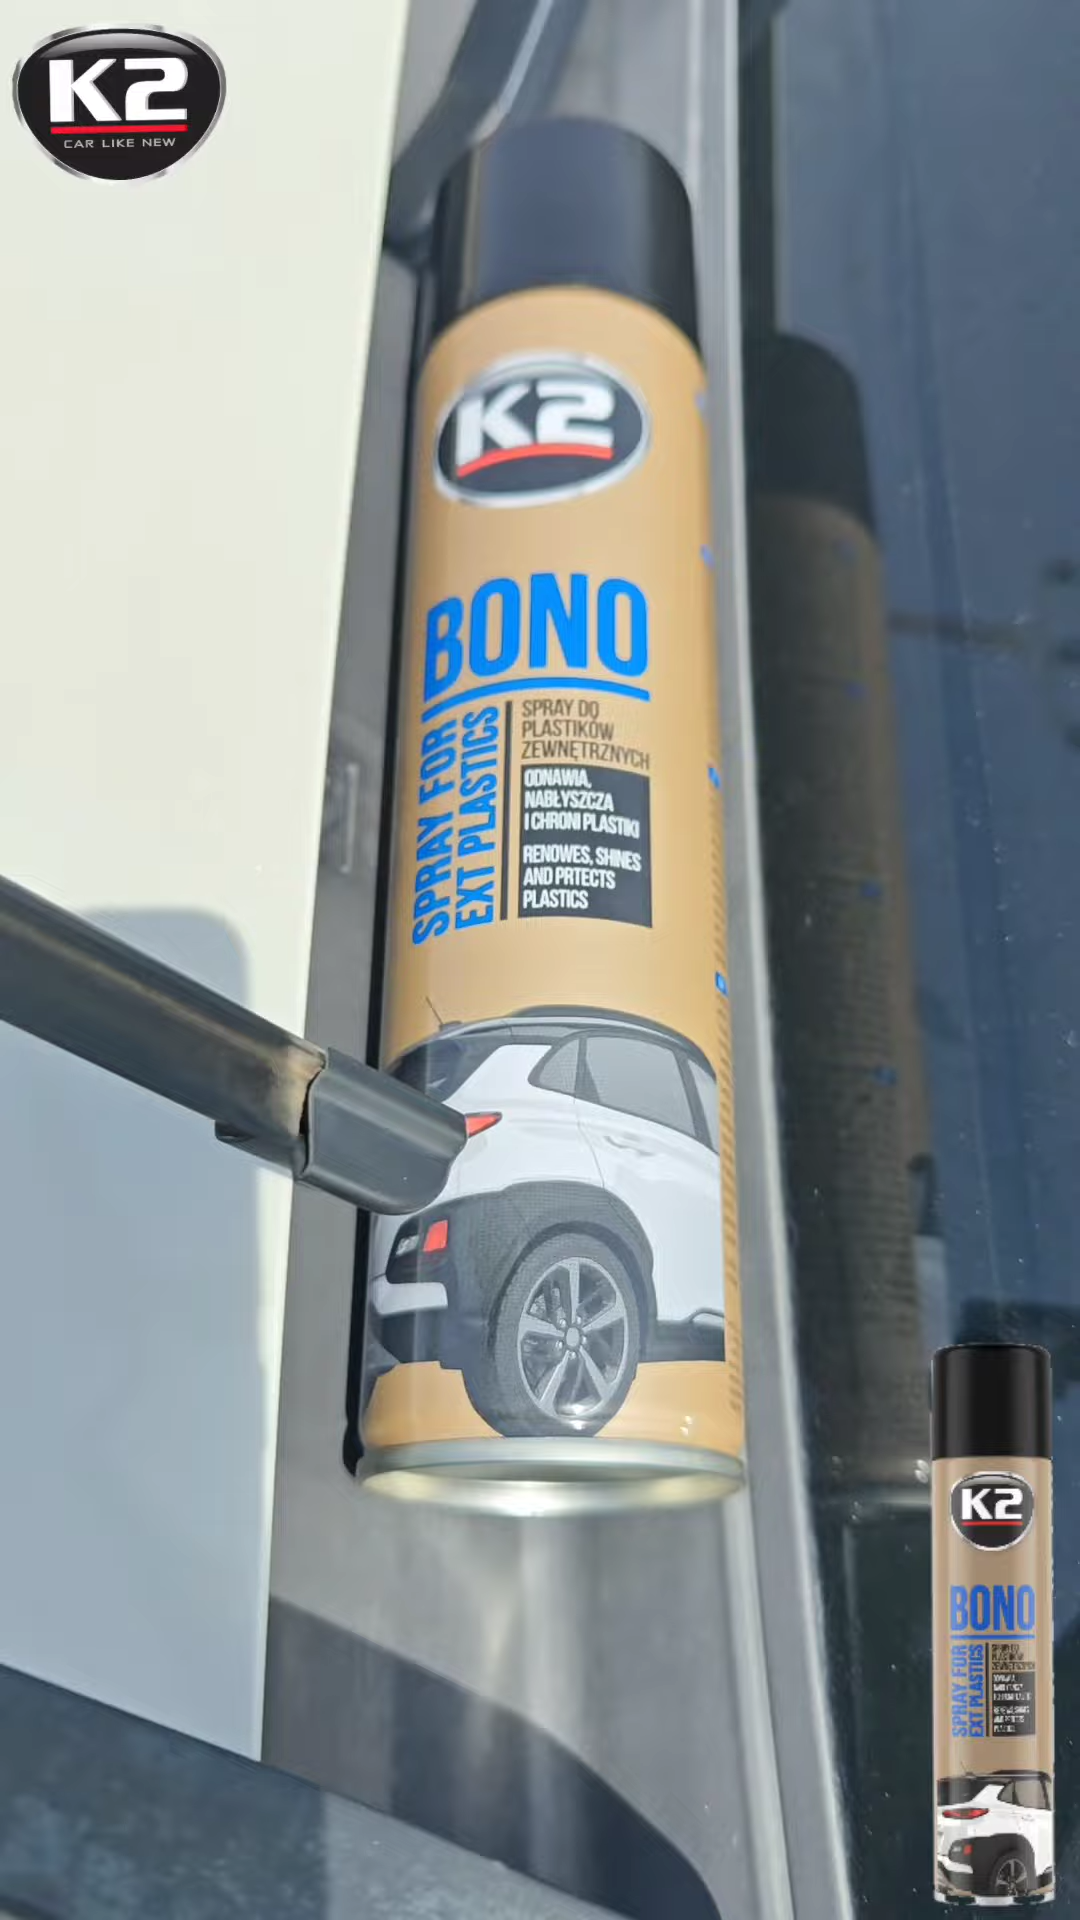 K2
CAR LIKE NEW
K2
BONO
SPRAY FOR
EXT PLASTICS
SPRAY DO
PLASTIKÓW
ZEWNĘTRZNYCH
ODNAWIA,
NABŁYSZCZA
I CHRONI PLASTIKI
RENOWES, SHINES
AND PRTECTS
PLASTICS
K2
BONO
SPRAY FOR
EXT PLASTICS